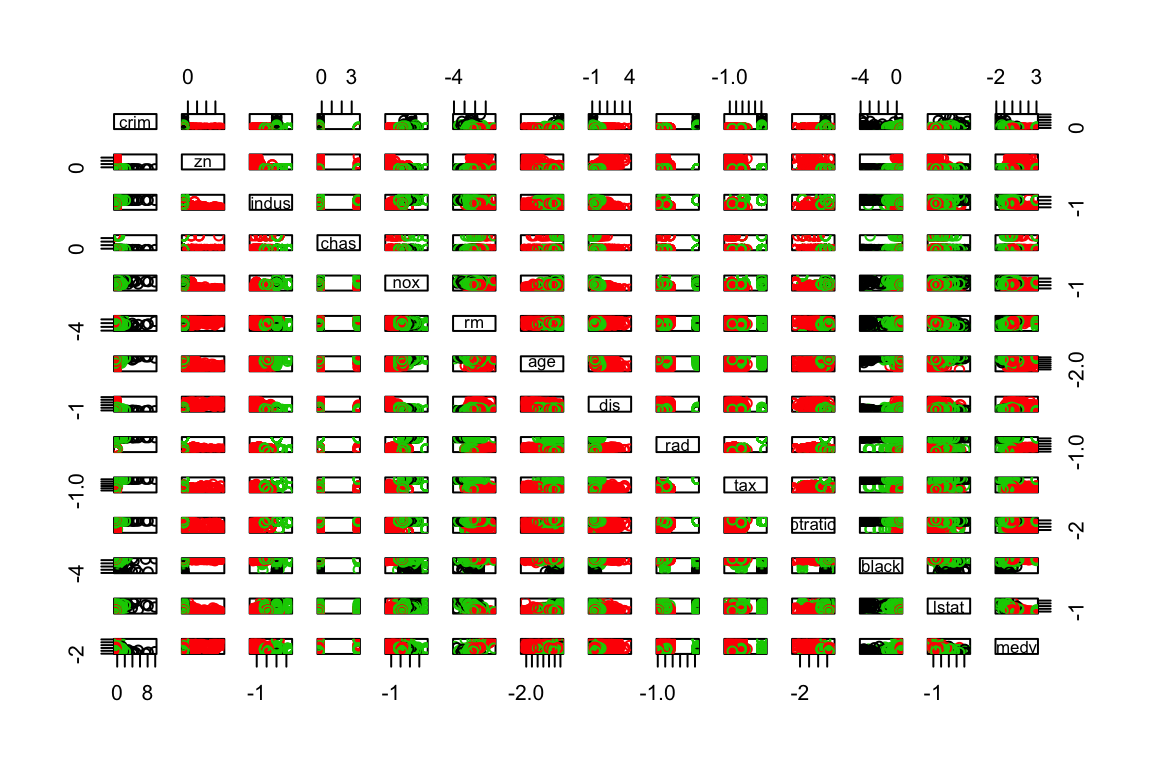 0 0 3 -4 -1 4 -1.0 -4 0 -2 3
crim 0
0 zn
indus -1
0 chas
nox -1
-4 rm
age -2.0
-1 dis
rad -1.0
-1.0 tax
ptratio -2
-4 black
lstat -1
-2 medv
0 8 -1 -1 -2.0 -1.0 -2 -1